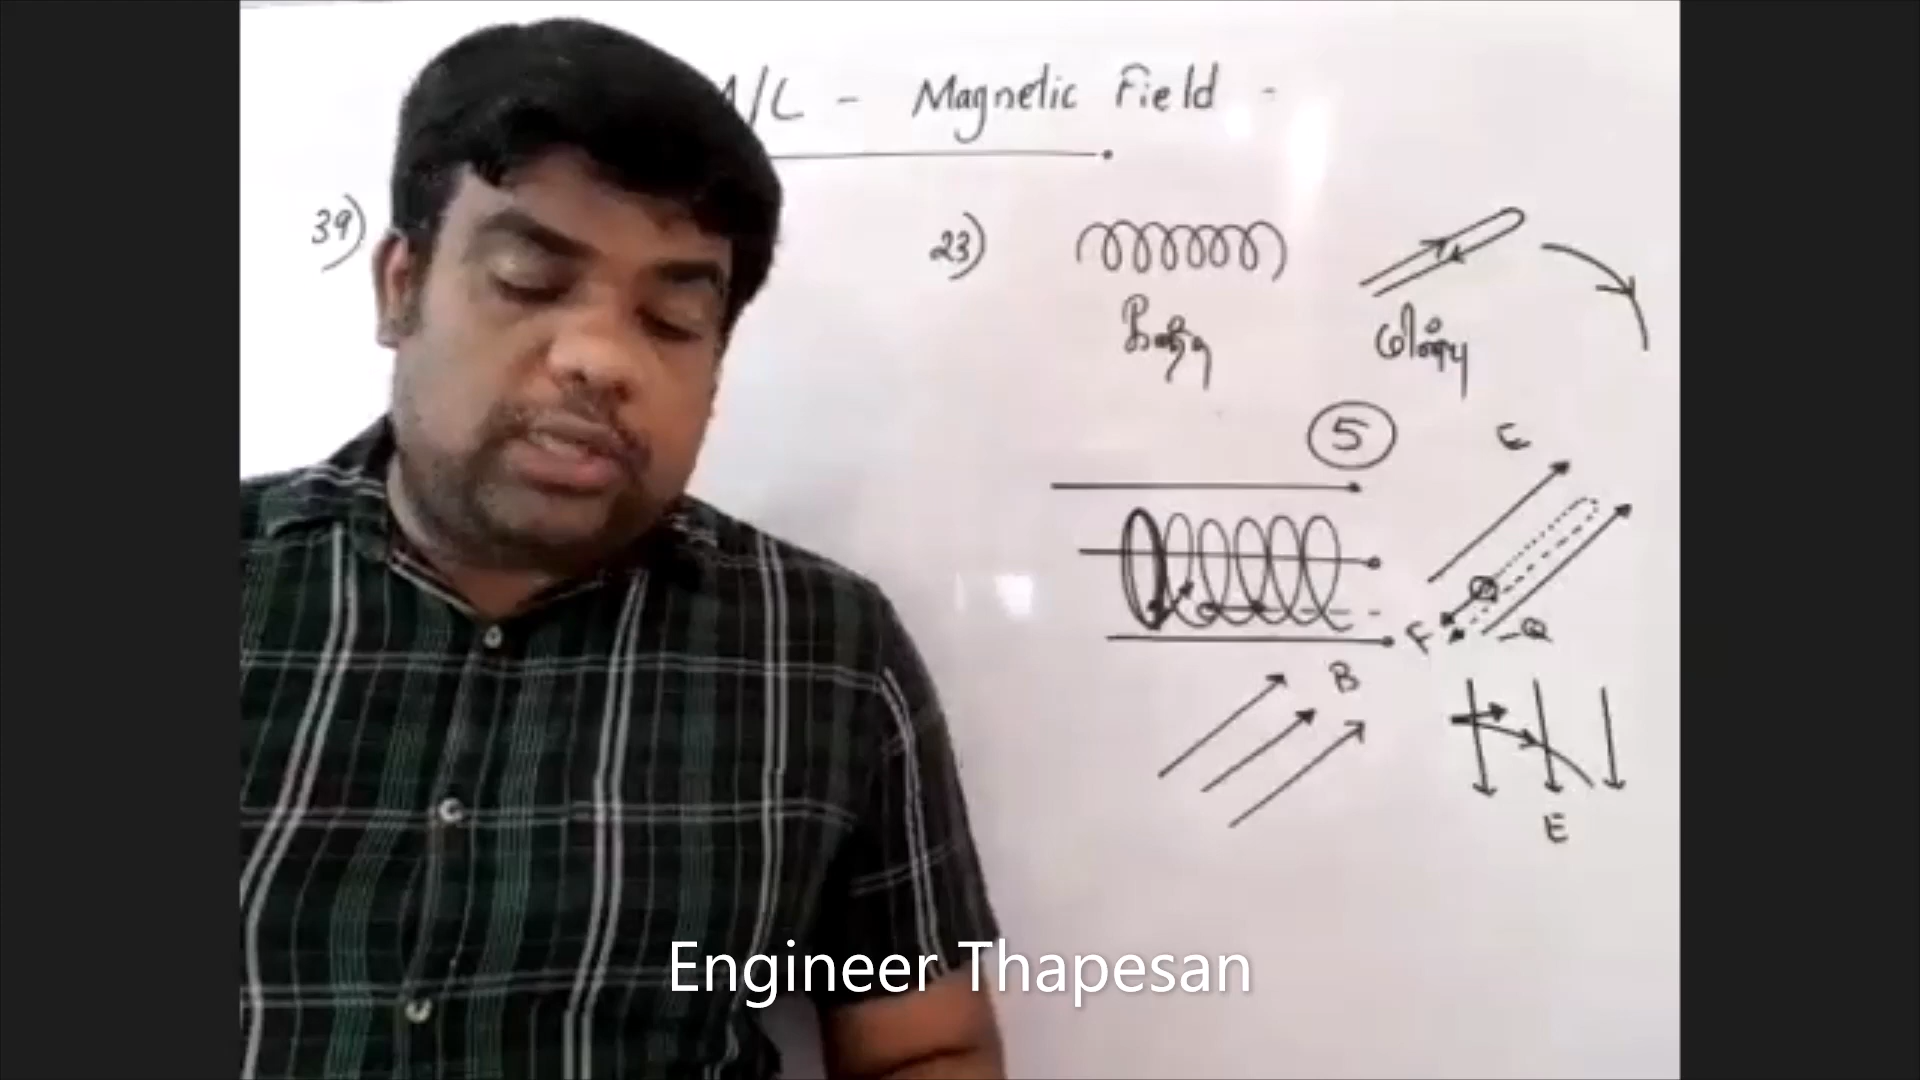 A/L - Magnetic Field -
39)
23)
5
E
F
-Q
B
E
Engineer Thapesan